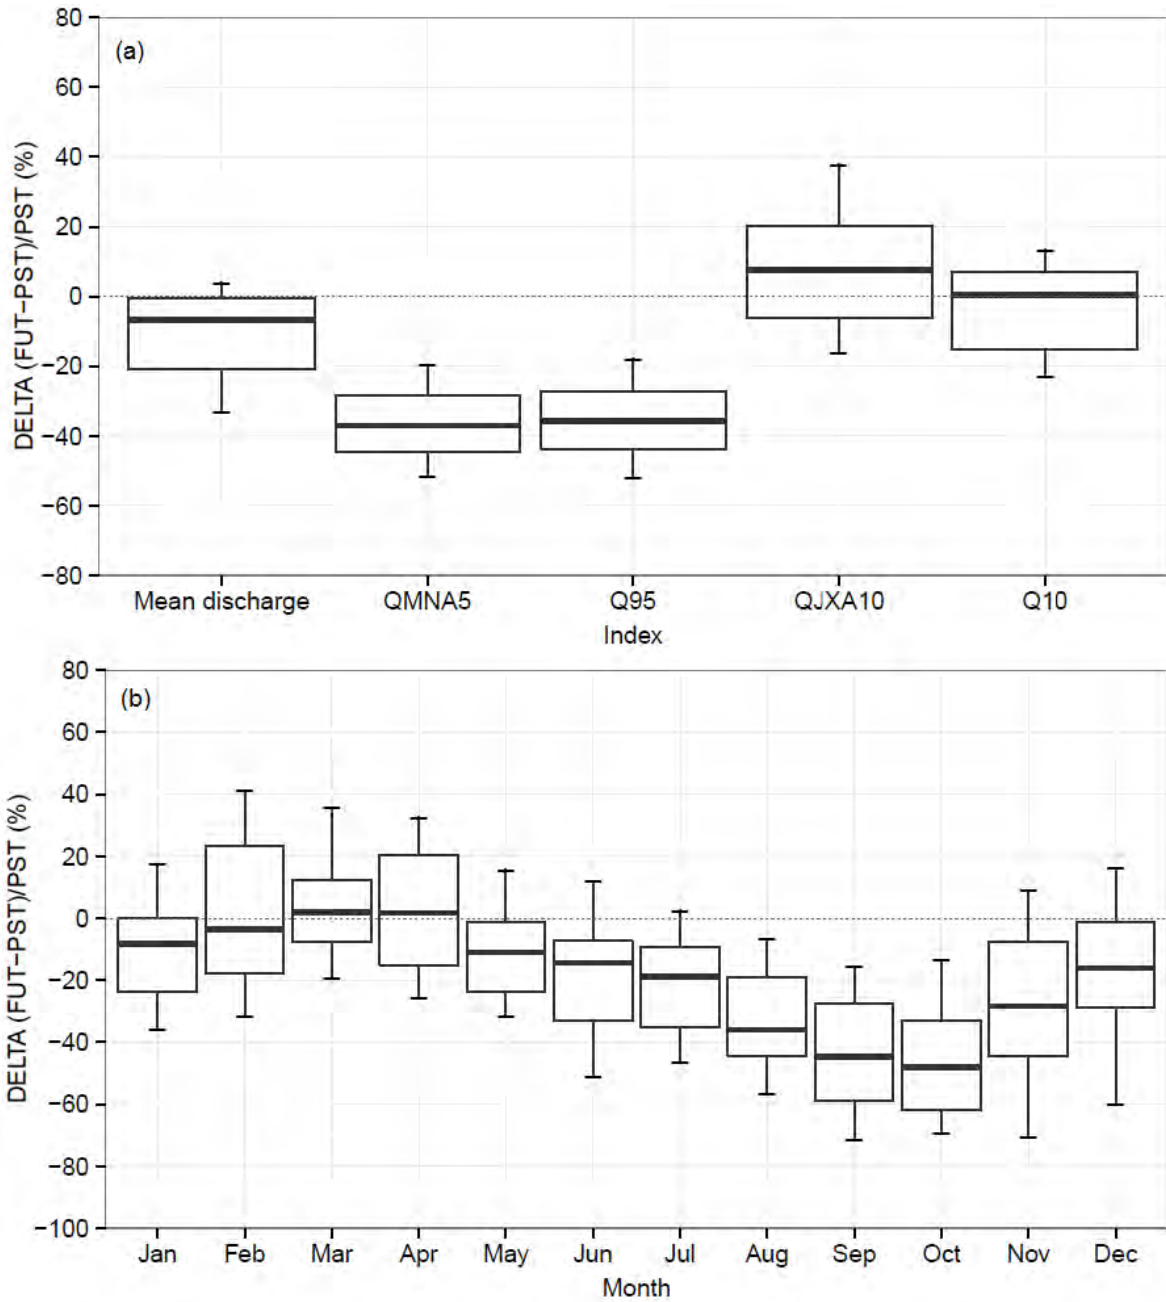 80
(a)
60
40
20
0
−20
−40
−60
−80
DELTA (FUT−PST)/PST (%)
Mean discharge QMNA5 Q95 QJXA10 Q10
Index
80
(b)
60
40
20
0
−20
−40
−60
−80
−100
DELTA (FUT−PST)/PST (%)
Jan Feb Mar Apr May Jun Jul Aug Sep Oct Nov Dec
Month